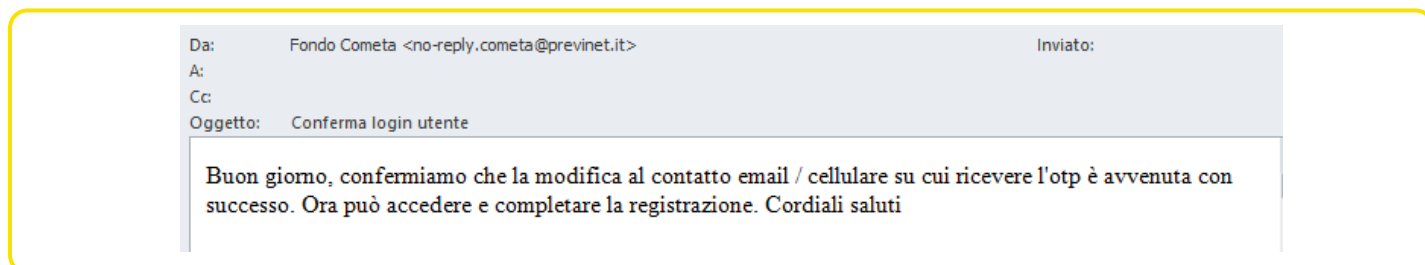 Da: Fondo Cometa <no-reply.cometa@previnet.it> Inviato:
A:
Cc:
Oggetto: Conferma login utente
Buon giorno, confermiamo che la modifica al contatto email / cellulare su cui ricevere l'otp è avvenuta con
successo. Ora può accedere e completare la registrazione. Cordiali saluti